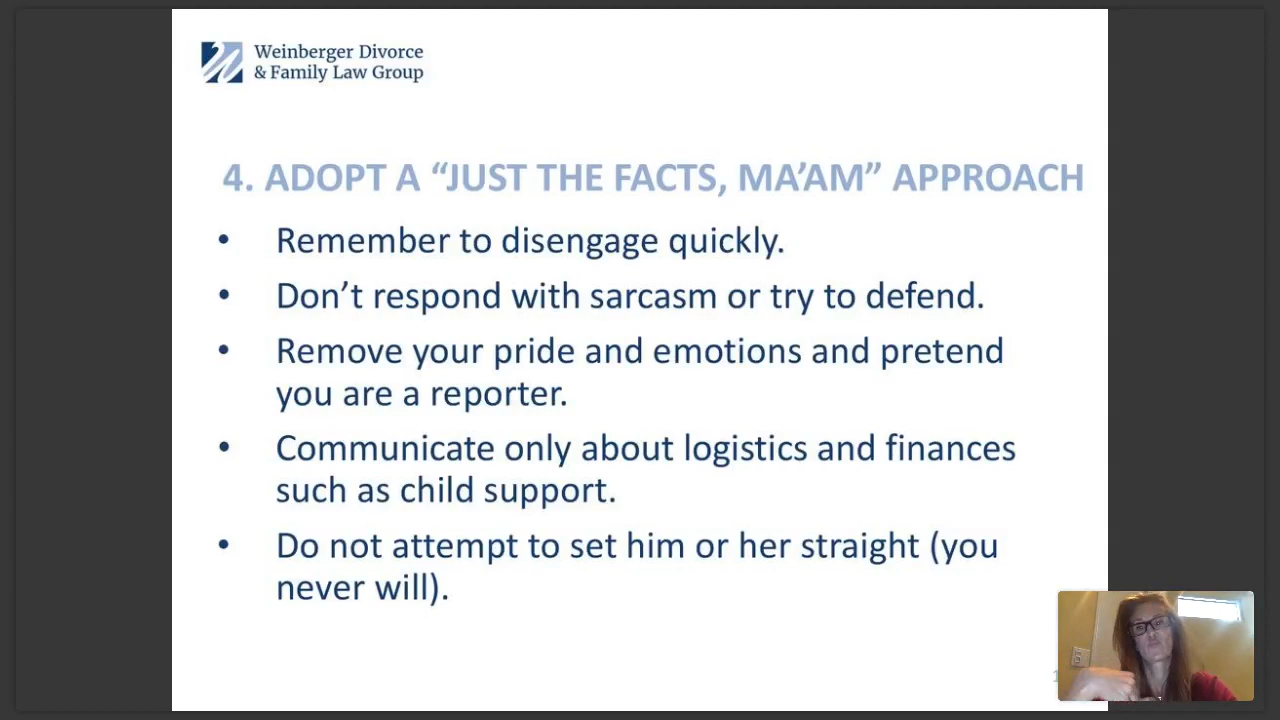 Weinberger Divorce
& Family Law Group
4. ADOPT A “JUST THE FACTS, MA’AM” APPROACH
• Remember to disengage quickly.
• Don’t respond with sarcasm or try to defend.
• Remove your pride and emotions and pretend
you are a reporter.
• Communicate only about logistics and finances
such as child support.
• Do not attempt to set him or her straight (you
never will).